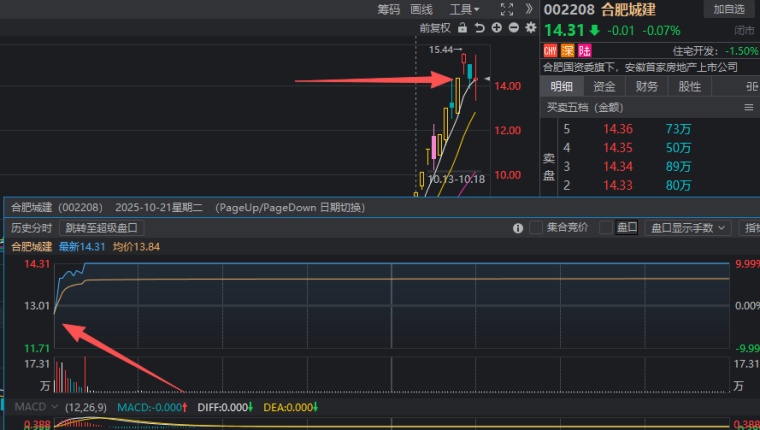 筹码 画线 工具
前复权
15.44
14.00
12.00
10.00
10.13-10.18
002208 合肥城建 加自选
14.31 -0.01 -0.07% 闭市
深 陆 住宅开发: -1.50%
合肥国资委旗下，安徽首家房地产上市公司
明细 资金 财务 股性
买卖五档（金额）
卖盘
5 14.36 73万
4 14.35 50万
3 14.34 89万
2 14.33 80万
合肥城建 (002208) 2025-10-21星期二 (PageUp/PageDown 日期切换)
历史分时 跳转至超级盘口 集合竞价 盘口 盘口显示手数
合肥城建 最新14.31 均价13.84
14.31 9.999
13.01 0.00%
11.71 -9.99
17.31 17.31
万 万
MACD (12,26,9) MACD:-0.000 DIFF:0.000 DEA:0.000
0.388 0.388